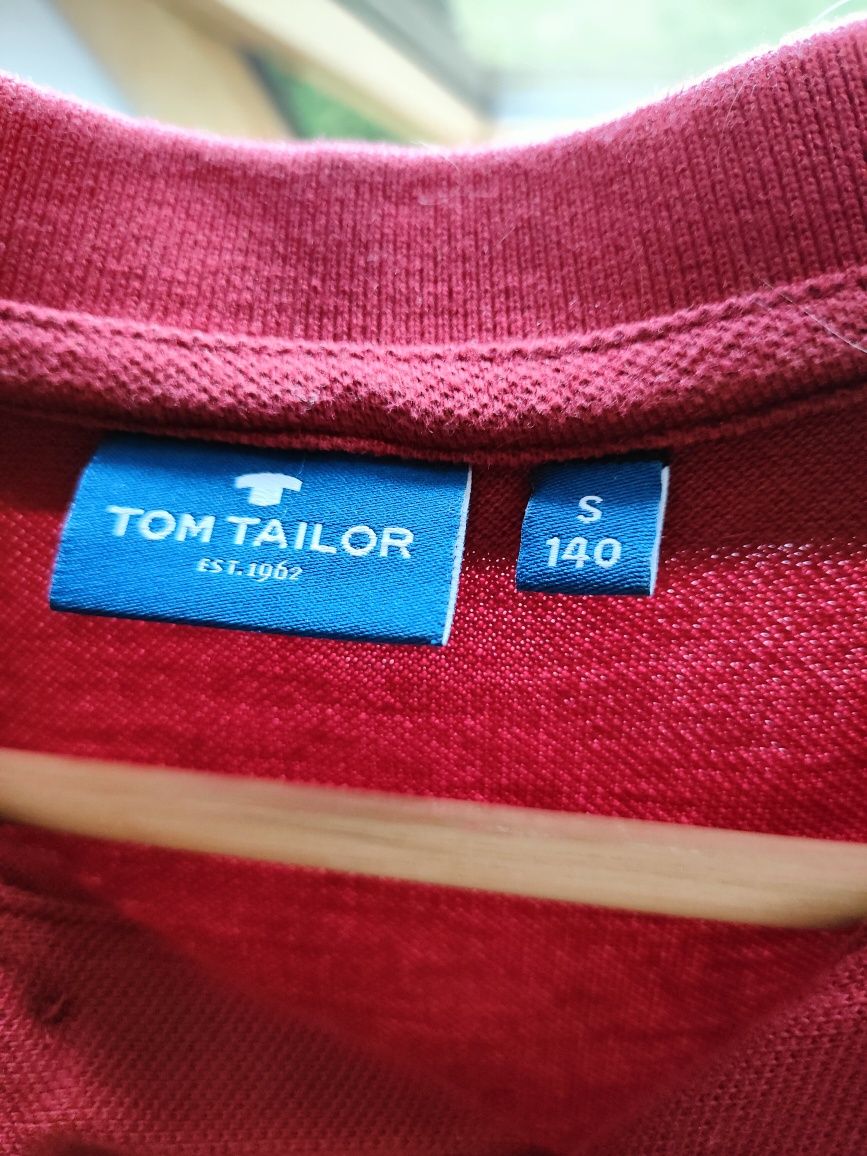 TOM TAILOR
EST.1962
S
140